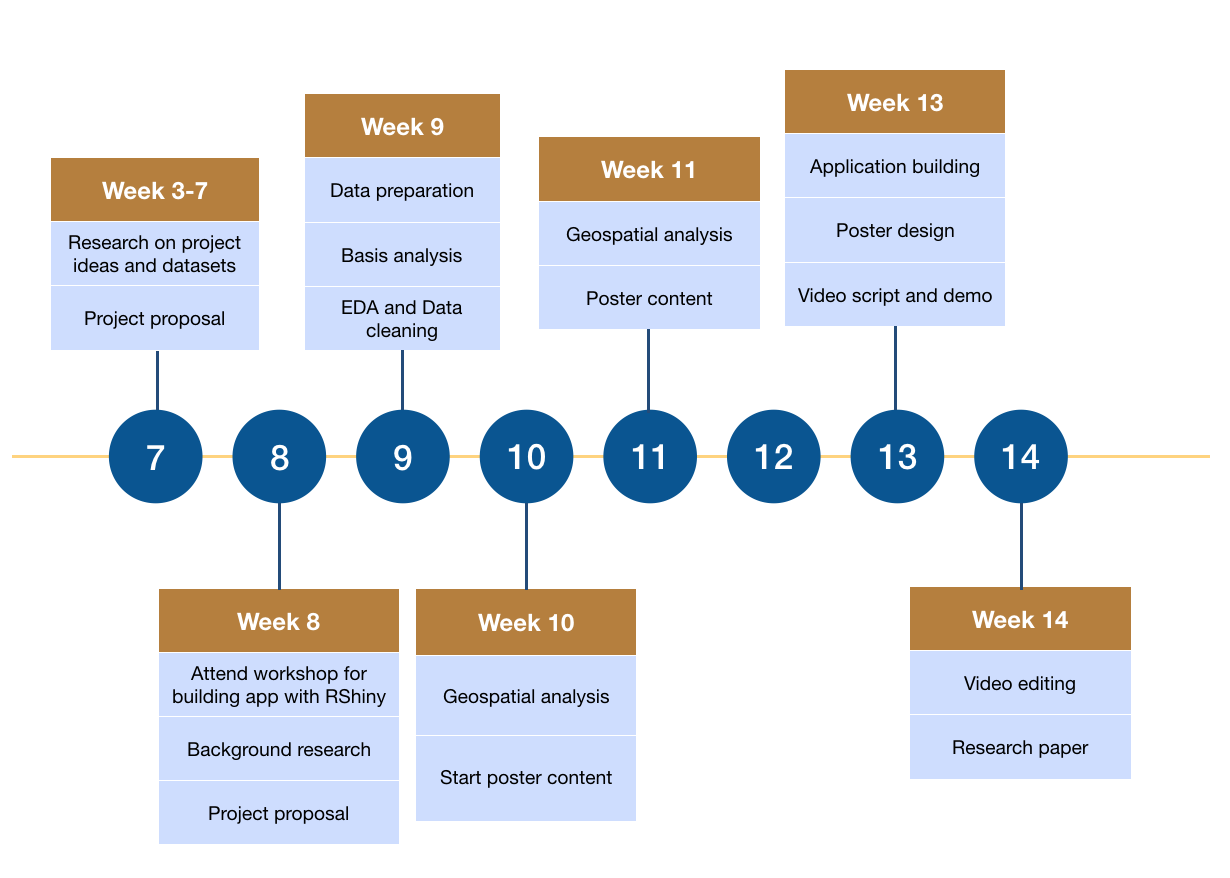 Week 3-7
Research on project
ideas and datasets
Project proposal
Week 9
Data preparation
Basis analysis
EDA and Data
cleaning
Week 11
Geospatial analysis
Poster content
Week 13
Application building
Poster design
Video script and demo
7
8
9
10
11
12
13
14
Week 8
Attend workshop for
building app with RShiny
Background research
Project proposal
Week 10
Geospatial analysis
Start poster content
Week 14
Video editing
Research paper